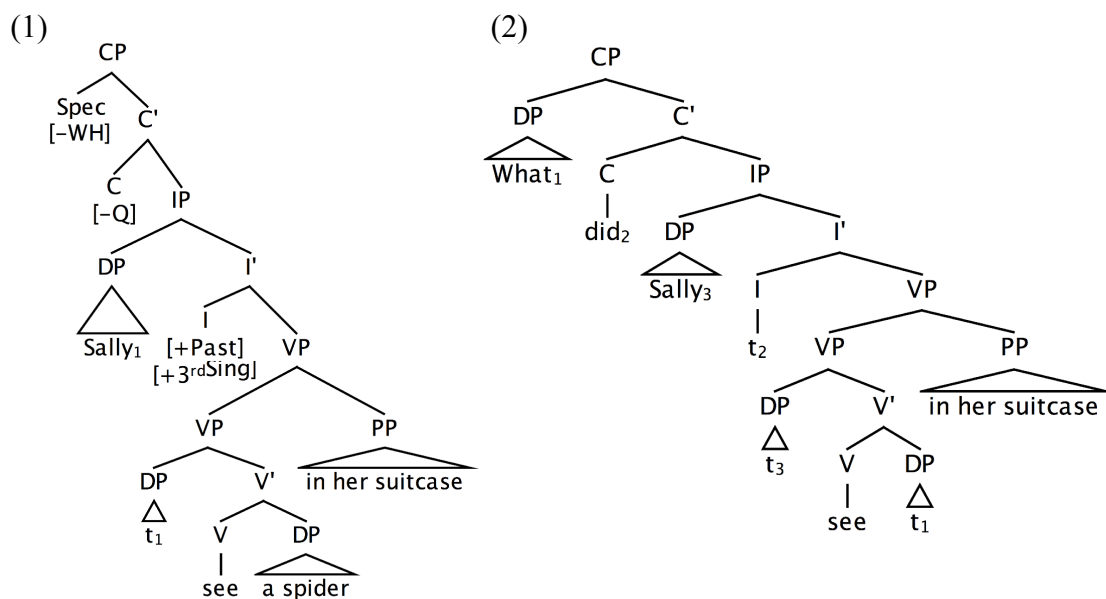 (1)
CP
Spec
[–WH]
C'
C
[–Q]
IP
DP
Sally₁
I'
I
[+Past]
[+3ʳᵈSing]
VP
VP
PP
in her suitcase
DP
t₁
V'
V
see
DP
a spider
(2)
CP
DP
What₁
C'
C
did₂
IP
DP
Sally₃
I'
I
t₂
VP
VP
PP
in her suitcase
DP
t₃
V'
V
see
DP
t₁